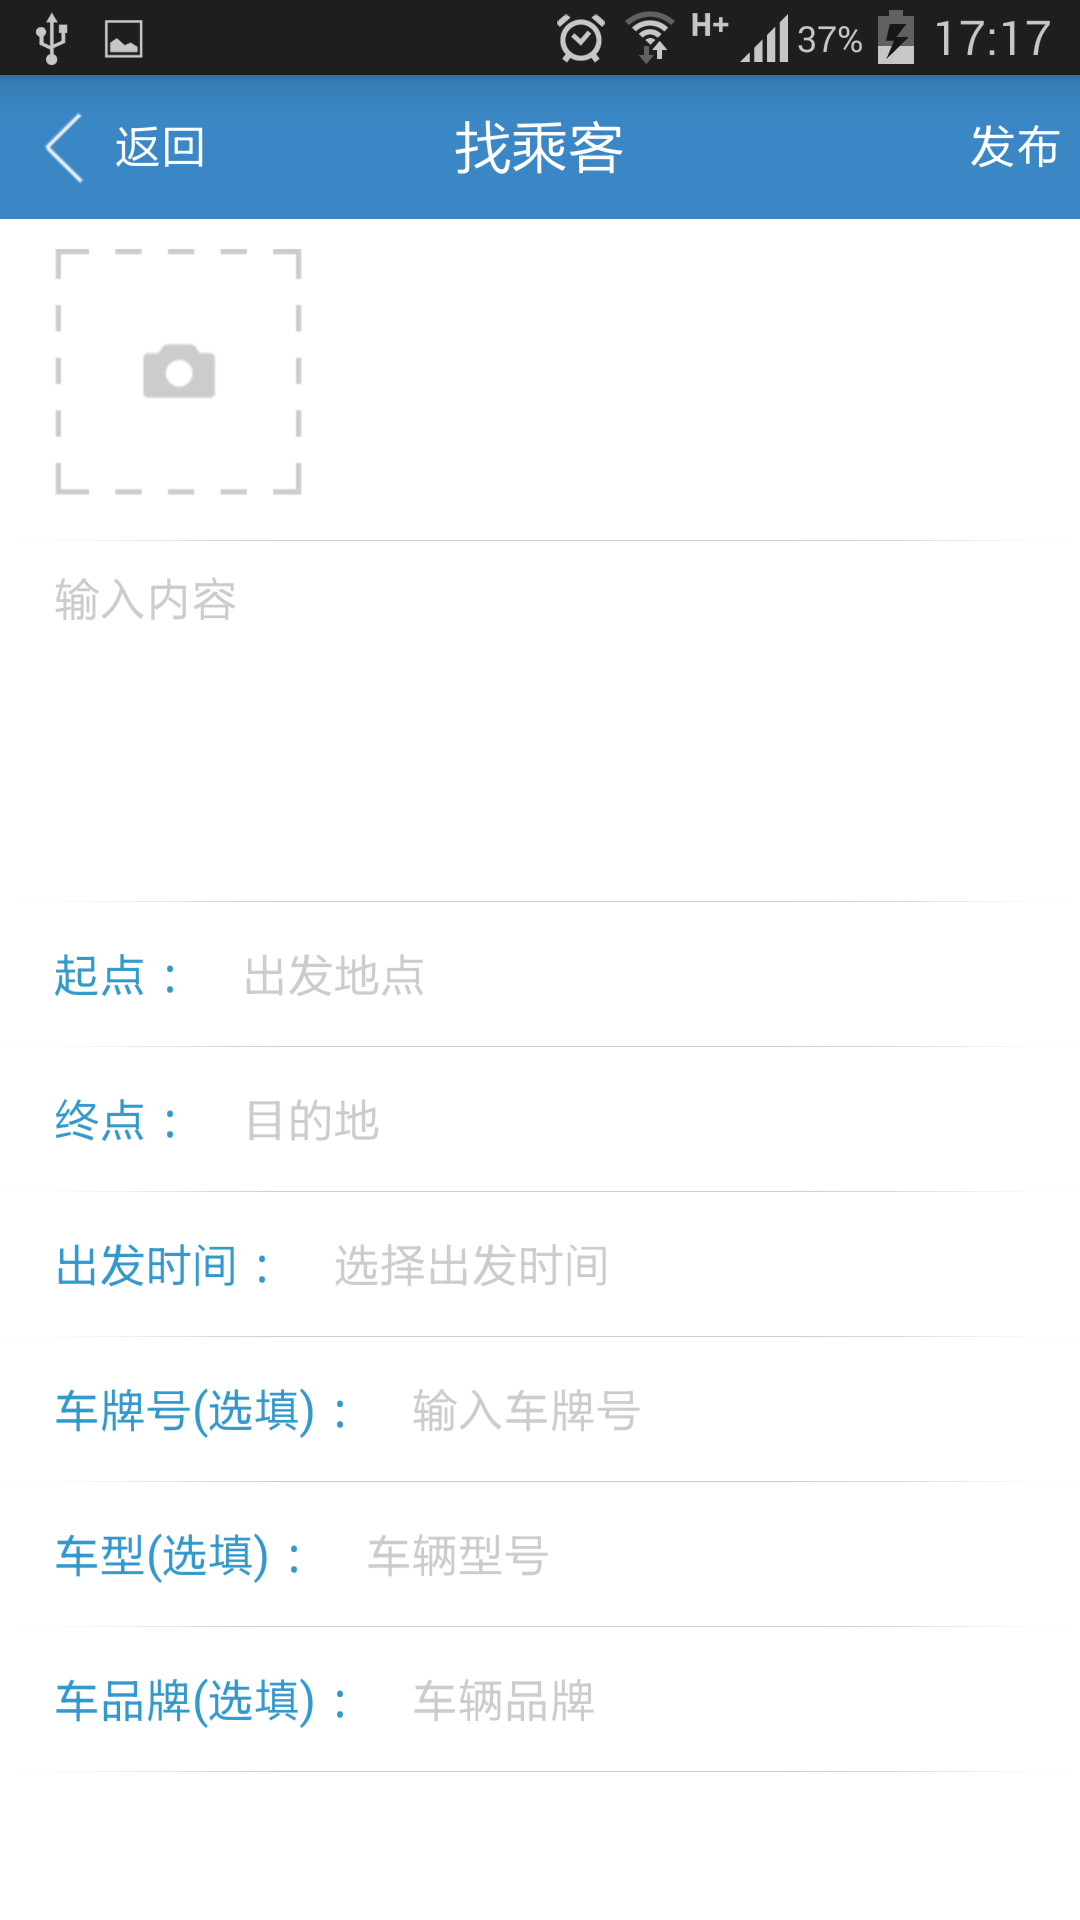 H+ 37% 17:17
返回 找乘客 发布
输入内容
起点： 出发地点
终点： 目的地
出发时间： 选择出发时间
车牌号(选填)： 输入车牌号
车型(选填)： 车辆型号
车品牌(选填)： 车辆品牌